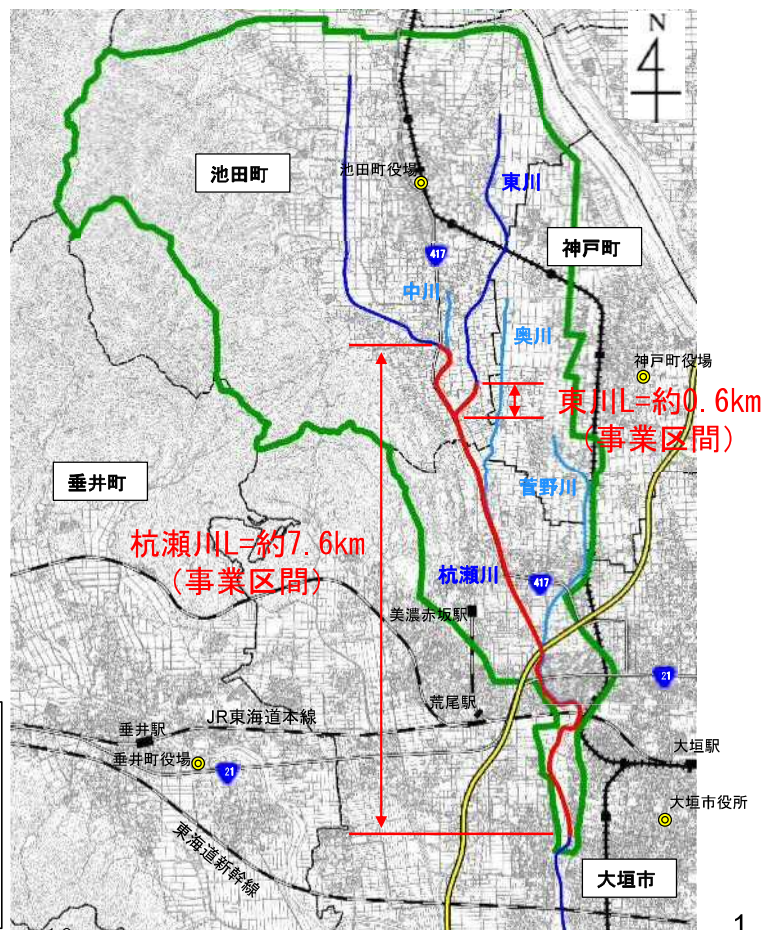 N
池田町
池田町役場
東川
神戸町
417
中川
奥川
神戸町役場
東川L=約0.6km
(事業区間)
垂井町
菅野川
杭瀬川L=約7.6km
(事業区間)
杭瀬川
417
美濃赤坂駅
21
荒尾駅
JR東海道本線
垂井駅
大垣駅
垂井町役場
21
大垣市役所
東海道新幹線
大垣市
1